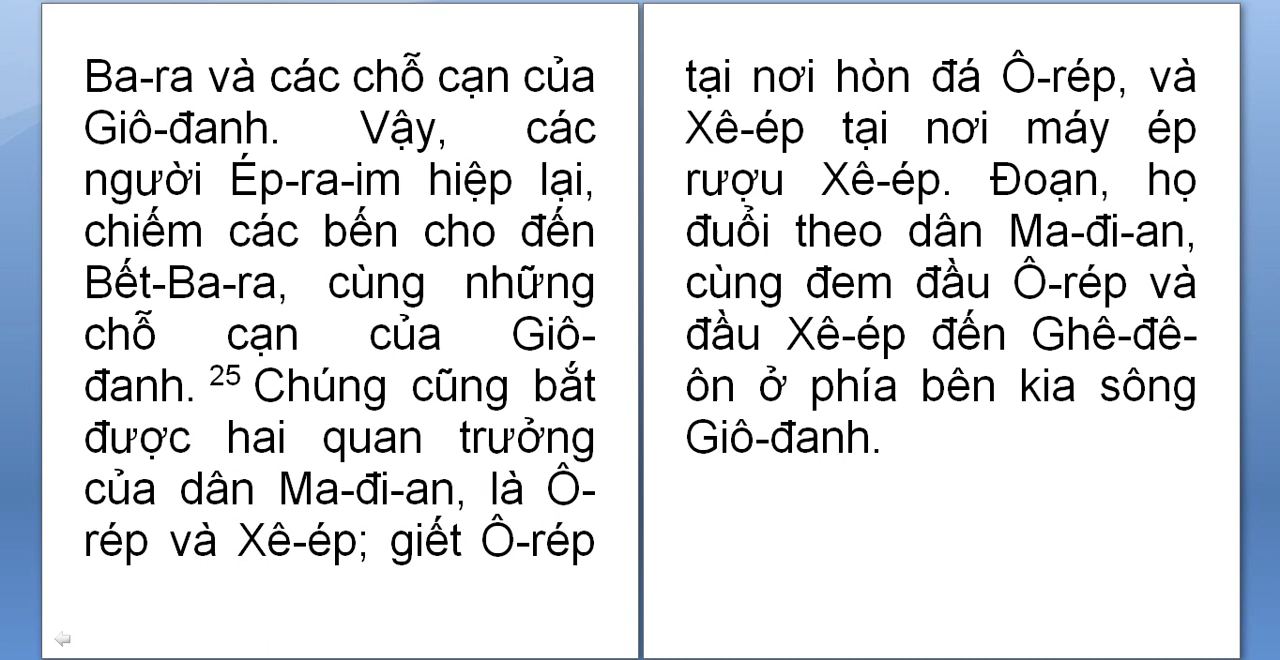 Ba-ra và các chỗ cạn của
Giô-đanh. Vậy, các
người Ép-ra-im hiệp lại,
chiếm các bến cho đến
Bết-Ba-ra, cùng những
chỗ cạn của Giô-
đanh. 25 Chúng cũng bắt
được hai quan trưởng
của dân Ma-đi-an, là Ô-
rép và Xê-ép; giết Ô-rép
tại nơi hòn đá Ô-rép, và
Xê-ép tại nơi máy ép
rượu Xê-ép. Đoạn, họ
đuổi theo dân Ma-đi-an,
cùng đem đầu Ô-rép và
đầu Xê-ép đến Ghê-đê-
ôn ở phía bên kia sông
Giô-đanh.